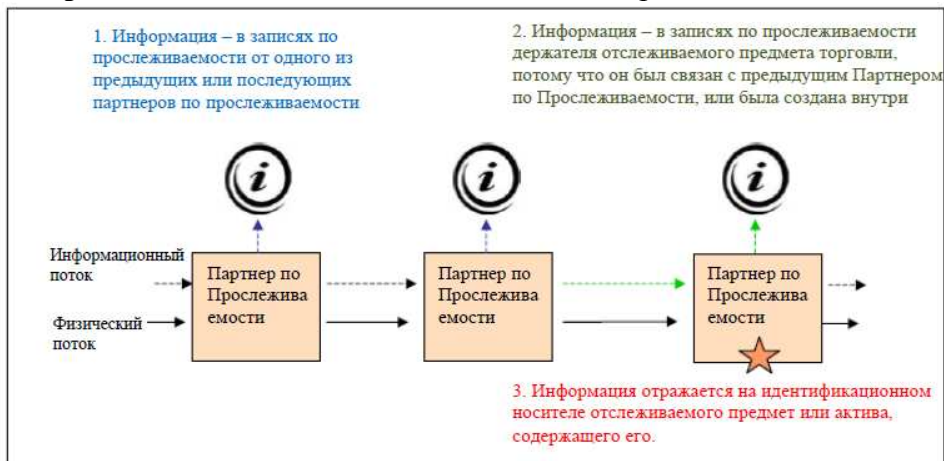 1. Информация – в записях по
прослеживаемости от одного из
предыдущих или последующих
партнеров по прослеживаемости
2. Информация – в записях по прослеживаемости
держателя отслеживаемого предмета торговли,
потому что он был связан с предыдущим Партнером
по Прослеживаемости, или была создана внутри
i
i
i
Информационный
поток
Физический
поток
Партнер по
Прослежива
емости
Партнер по
Прослежива
емости
Партнер по
Прослежива
емости
3. Информация отражается на идентификационном
носителе отслеживаемого предмет или актива,
содержащего его.